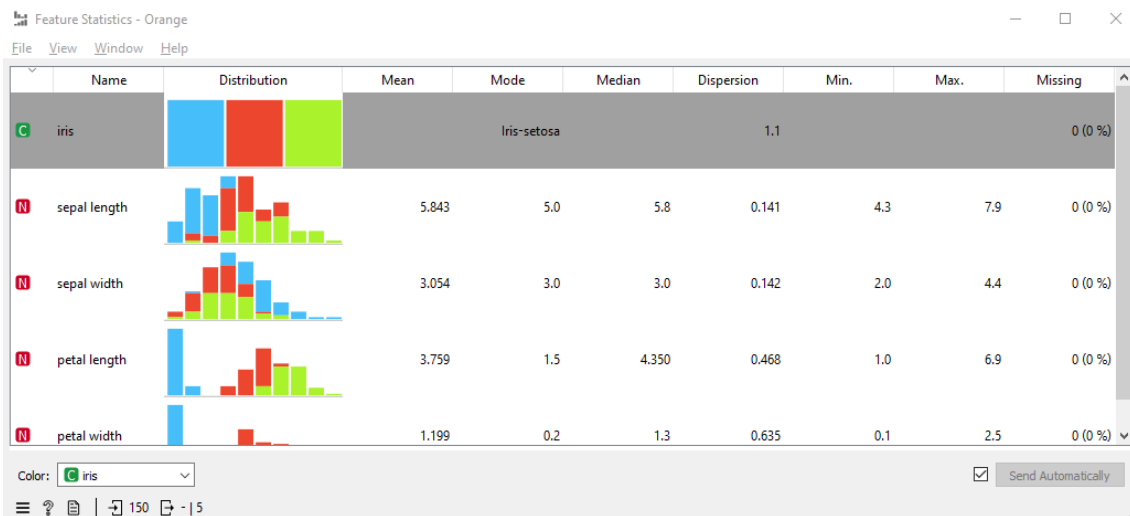 Feature Statistics - Orange
File View Window Help
Name Distribution Mean Mode Median Dispersion Min. Max. Missing
C iris Iris-setosa 1.1 0 (0 %)
N sepal length 5.843 5.0 5.8 0.141 4.3 7.9 0 (0 %)
N sepal width 3.054 3.0 3.0 0.142 2.0 4.4 0 (0 %)
N petal length 3.759 1.5 4.350 0.468 1.0 6.9 0 (0 %)
N petal width 1.199 0.2 1.3 0.635 0.1 2.5 0 (0 %)
Color: C iris Send Automatically
? 150 - | 5